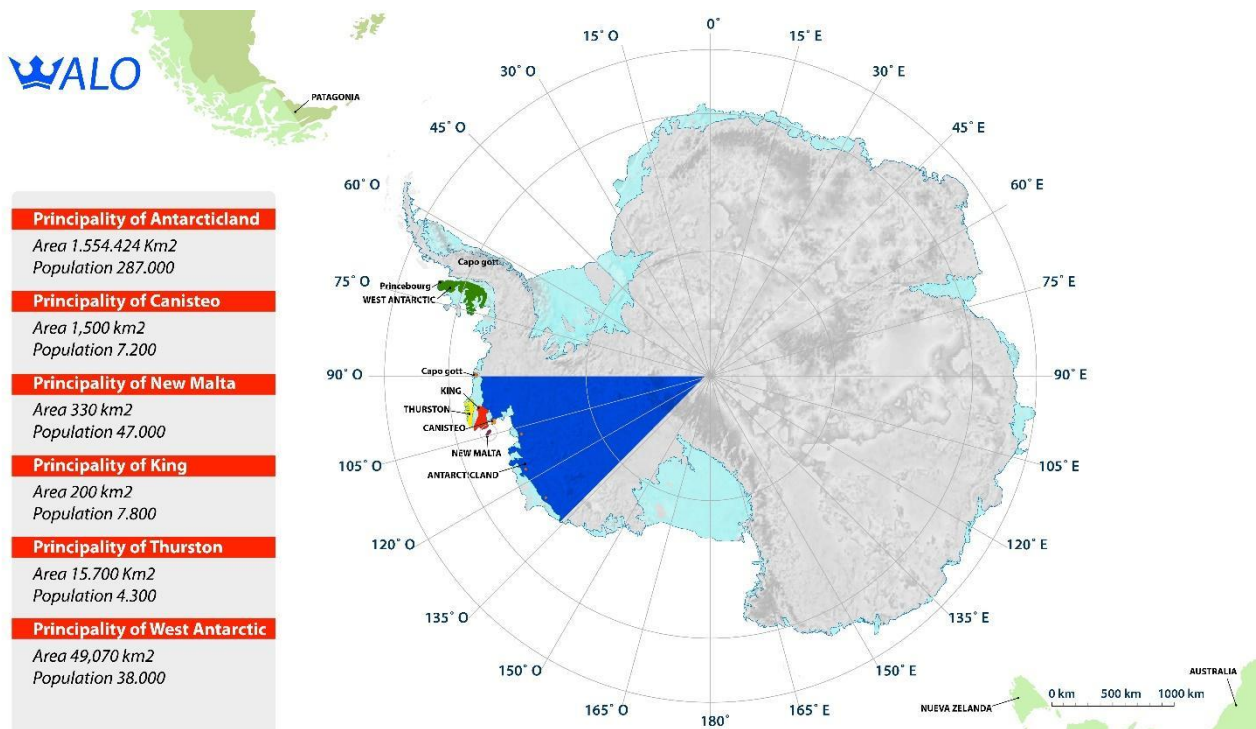 WALO
PATAGONIA
Principality of Antarcticland
Area 1.554.424 Km2
Population 287.000
Principality of Canisteo
Area 1,500 km2
Population 7.200
Principality of New Malta
Area 330 km2
Population 47.000
Principality of King
Area 200 km2
Population 7.800
Principality of Thurston
Area 15.700 Km2
Population 4.300
Principality of West Antarctic
Area 49,070 km2
Population 38.000
0°
15° O
15° E
30° O
30° E
45° O
45° E
60° O
60° E
75° O
75° E
90° O
90° E
105° O
105° E
120° O
120° E
135° O
135° E
150° O
150° E
165° O
165° E
180°
Capo gott
Princebourg
WEST ANTARCTIC
Capo gott
KING
THURSTON
CANISTEO
NEW MALTA
ANTARCTICLAND
AUSTRALIA
NUEVA ZELANDA
0 km 500 km 1000 km